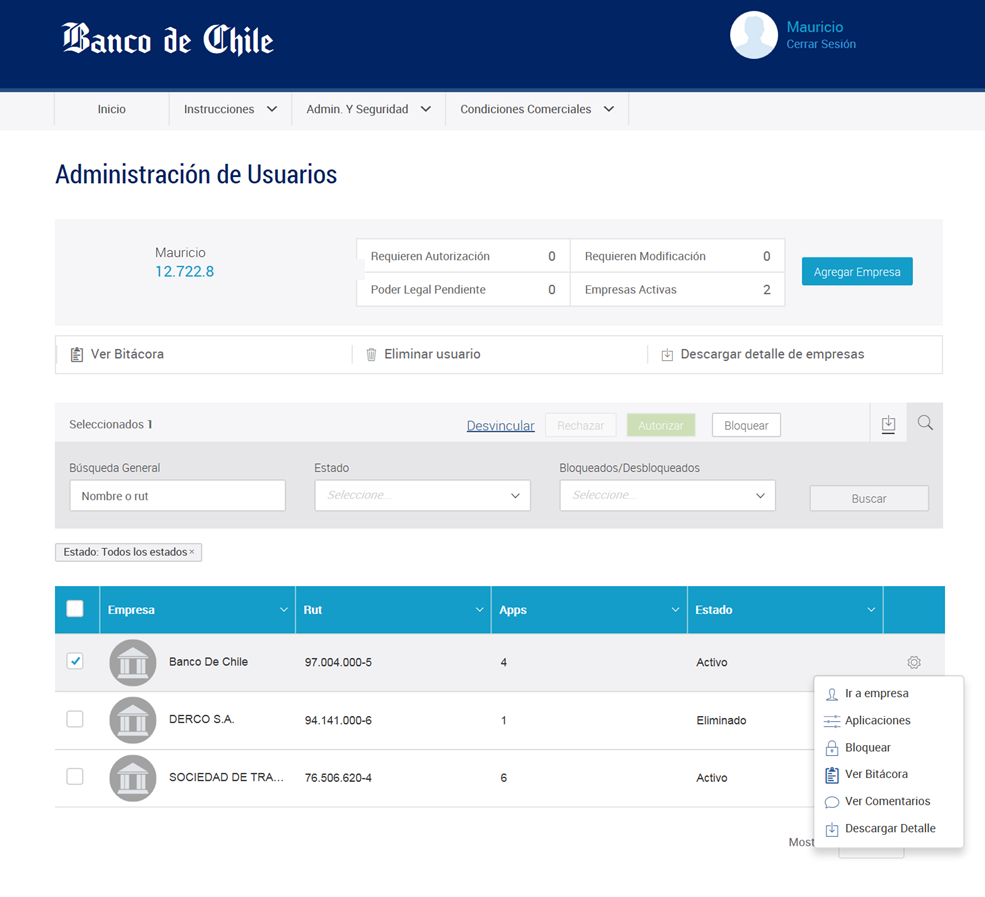 Banco de Chile
Mauricio
Cerrar Sesión
Inicio
Instrucciones
Admin. Y Seguridad
Condiciones Comerciales
Administración de Usuarios
Mauricio
12.722.8
Requieren Autorización 0
Requieren Modificación 0
Poder Legal Pendiente 0
Empresas Activas 2
Agregar Empresa
Ver Bitácora
Eliminar usuario
Descargar detalle de empresas
Seleccionados 1
Desvincular
Rechazar
Autorizar
Bloquear
Búsqueda General
Estado
Bloqueados/Desbloqueados
Nombre o rut
Seleccione...
Seleccione...
Buscar
Estado: Todos los estados×
Empresa Rut Apps Estado
Banco De Chile 97.004.000-5 4 Activo
DERCO S.A. 94.141.000-6 1 Eliminado
SOCIEDAD DE TRA... 76.506.620-4 6 Activo
Ir a empresa
Aplicaciones
Bloquear
Ver Bitácora
Ver Comentarios
Descargar Detalle
Most